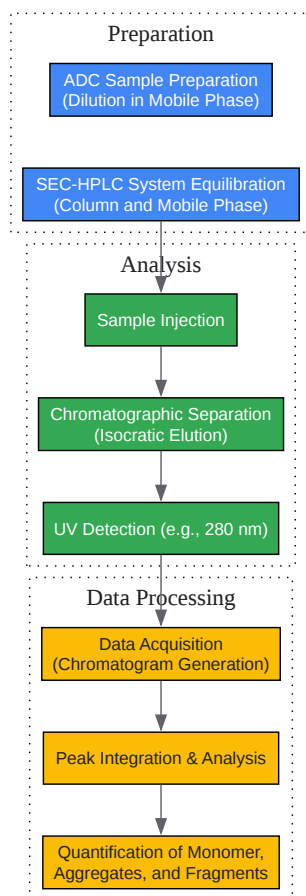 Preparation
ADC Sample Preparation
(Dilution in Mobile Phase)
SEC-HPLC System Equilibration
(Column and Mobile Phase)
Analysis
Sample Injection
Chromatographic Separation
(Isocratic Elution)
UV Detection (e.g., 280 nm)
Data Processing
Data Acquisition
(Chromatogram Generation)
Peak Integration & Analysis
Quantification of Monomer,
Aggregates, and Fragments